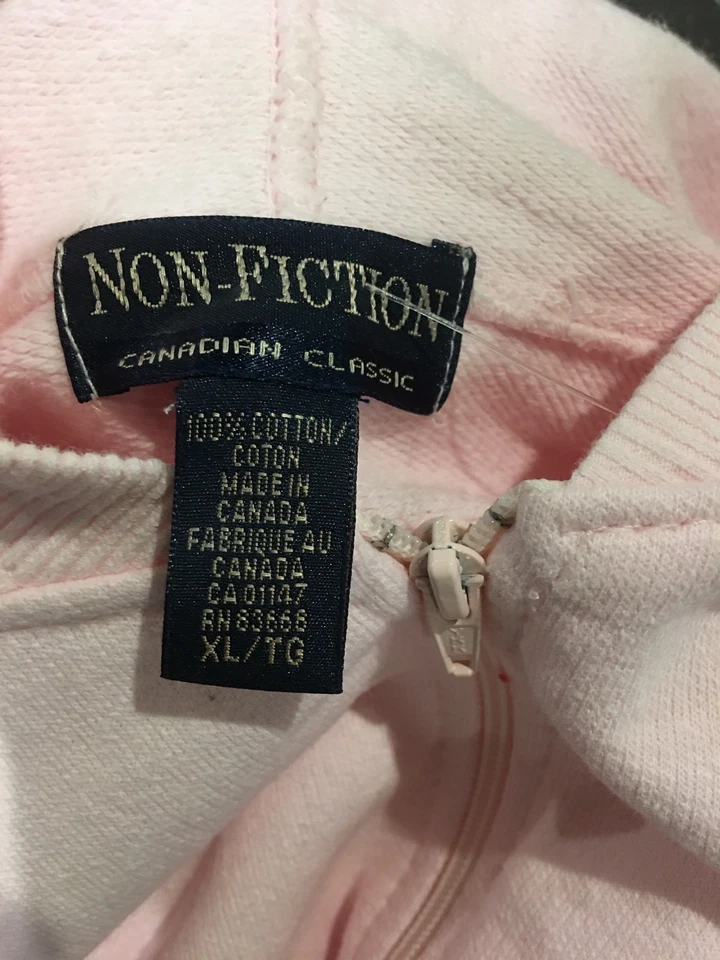 NON-FICTION
CANADIAN CLASSIC
100% COTTON/
COTON
MADE IN
CANADA
FABRIQUE AU
CANADA
CA 01147
RN 83668
XL/TG